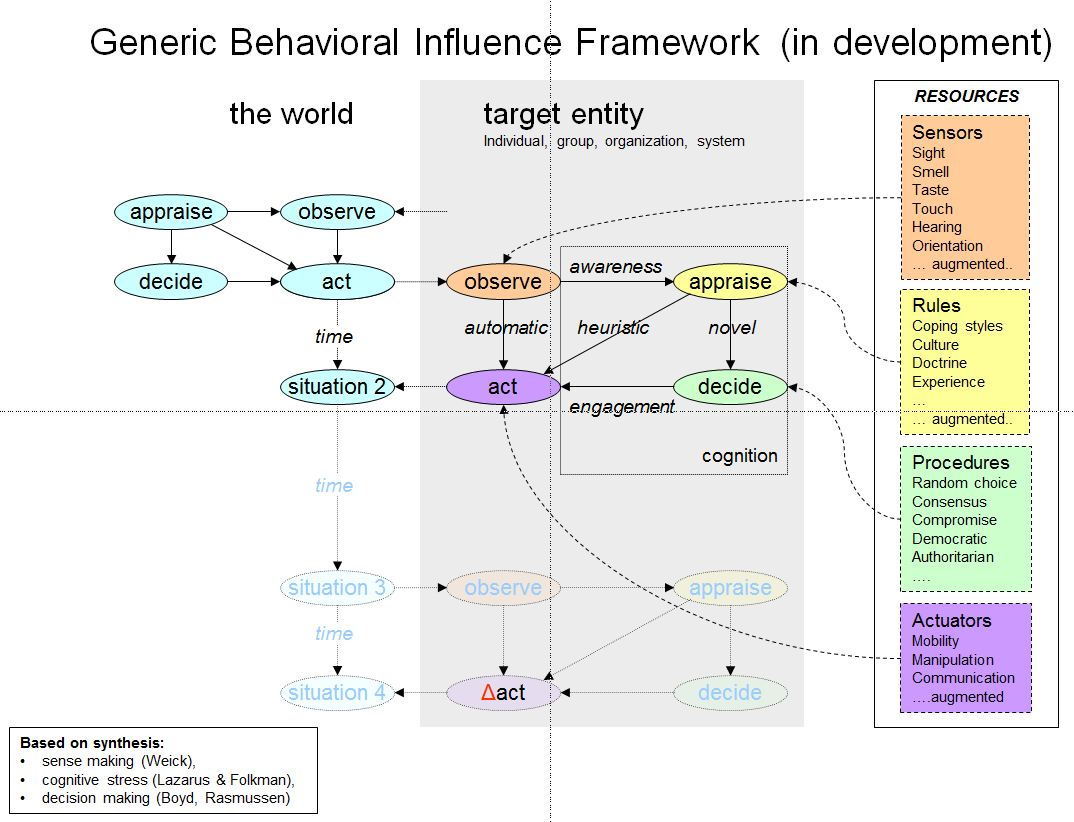 Generic Behavioral Influence Framework (in development)
the world
target entity
Individual, group, organization, system
appraise
observe
decide
act
time
situation 2
observe
awareness
appraise
automatic
heuristic
novel
act
engagement
decide
cognition
time
situation 3
observe
appraise
time
situation 4
Δact
decide
RESOURCES
Sensors
Sight
Smell
Taste
Touch
Hearing
Orientation
… augmented..
Rules
Coping styles
Culture
Doctrine
Experience
…
… augmented..
Procedures
Random choice
Consensus
Compromise
Democratic
Authoritarian
….
Actuators
Mobility
Manipulation
Communication
….augmented
Based on synthesis:
• sense making (Weick),
• cognitive stress (Lazarus & Folkman),
• decision making (Boyd, Rasmussen)